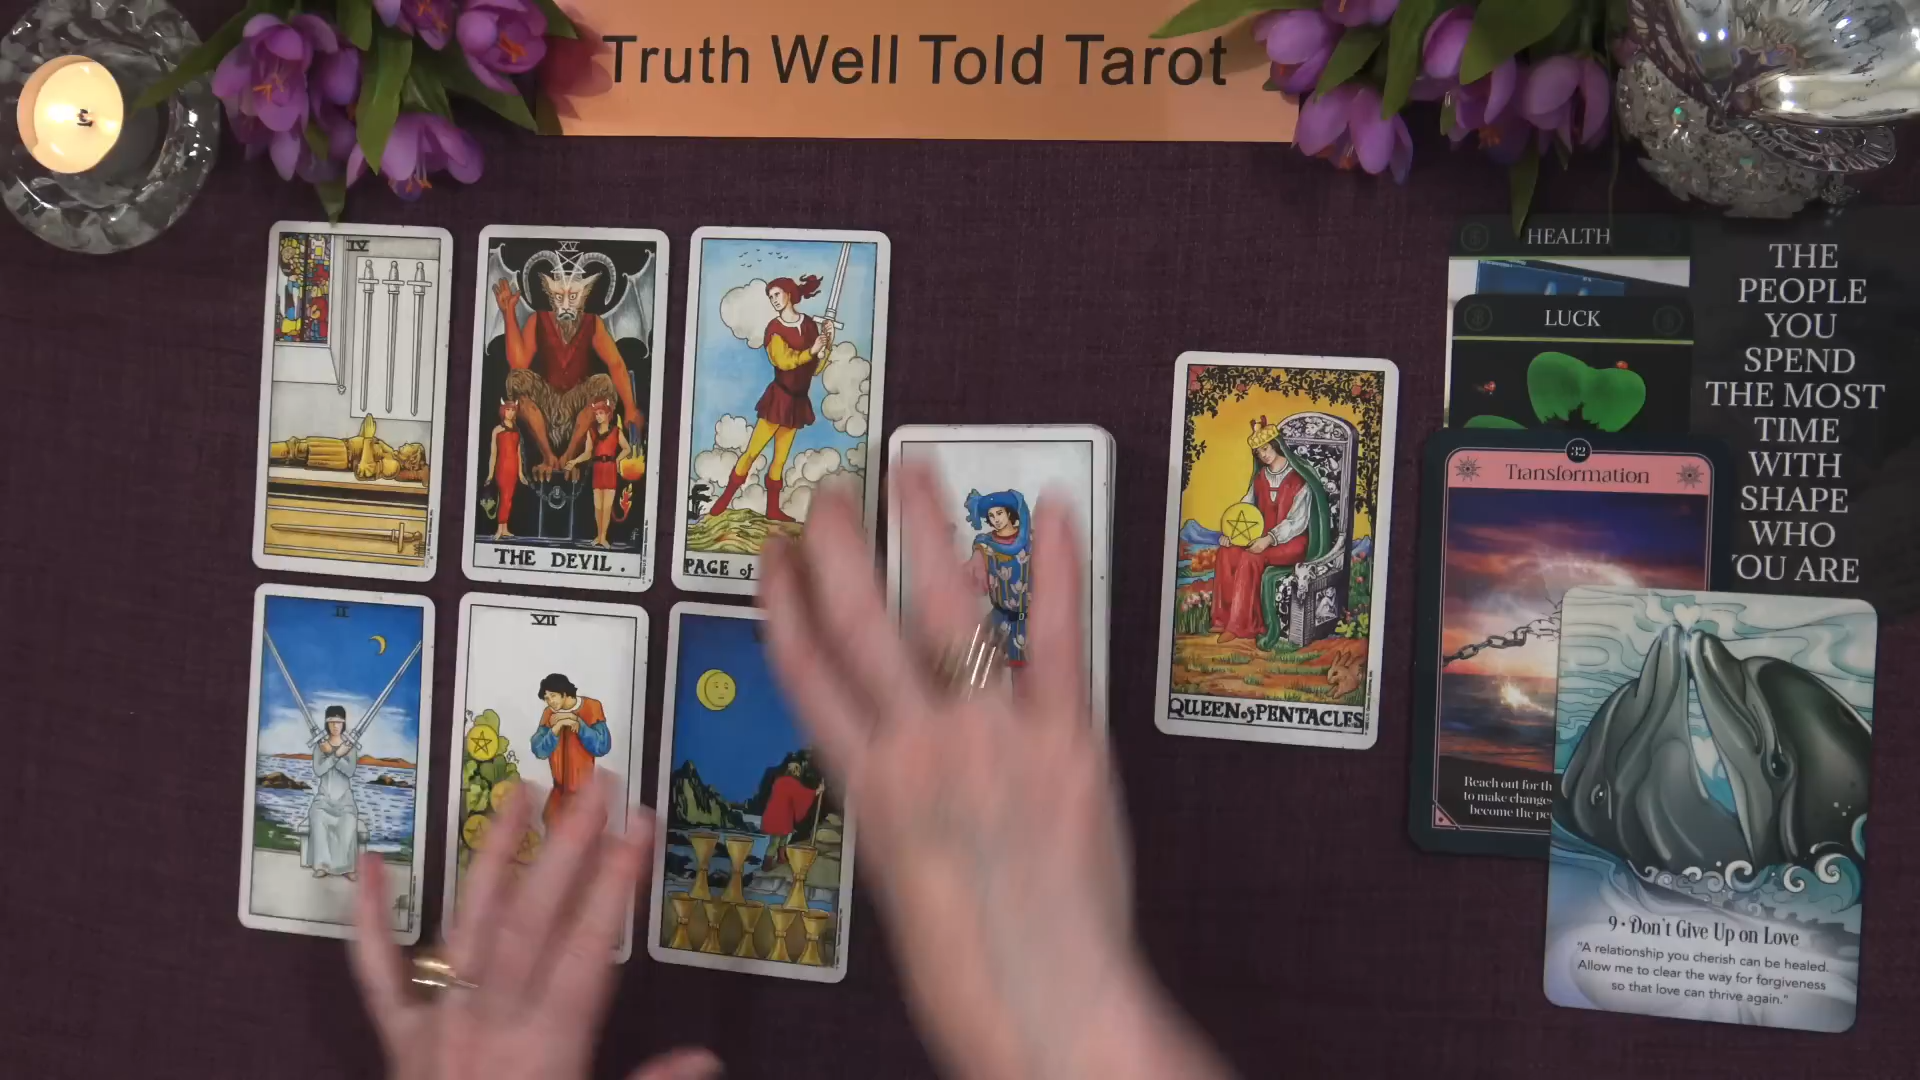 Truth Well Told Tarot
IV
XV
THE DEVIL.
PAGE of
II
VII
QUEEN of PENTACLES
HEALTH
LUCK
32
Transformation
Reach out for th
to make changes
become the pe
THE
PEOPLE
YOU
SPEND
THE MOST
TIME
WITH
SHAPE
WHO
YOU ARE
9 • Don't Give Up on Love
"A relationship you cherish can be healed.
Allow me to clear the way for forgiveness
so that love can thrive again."